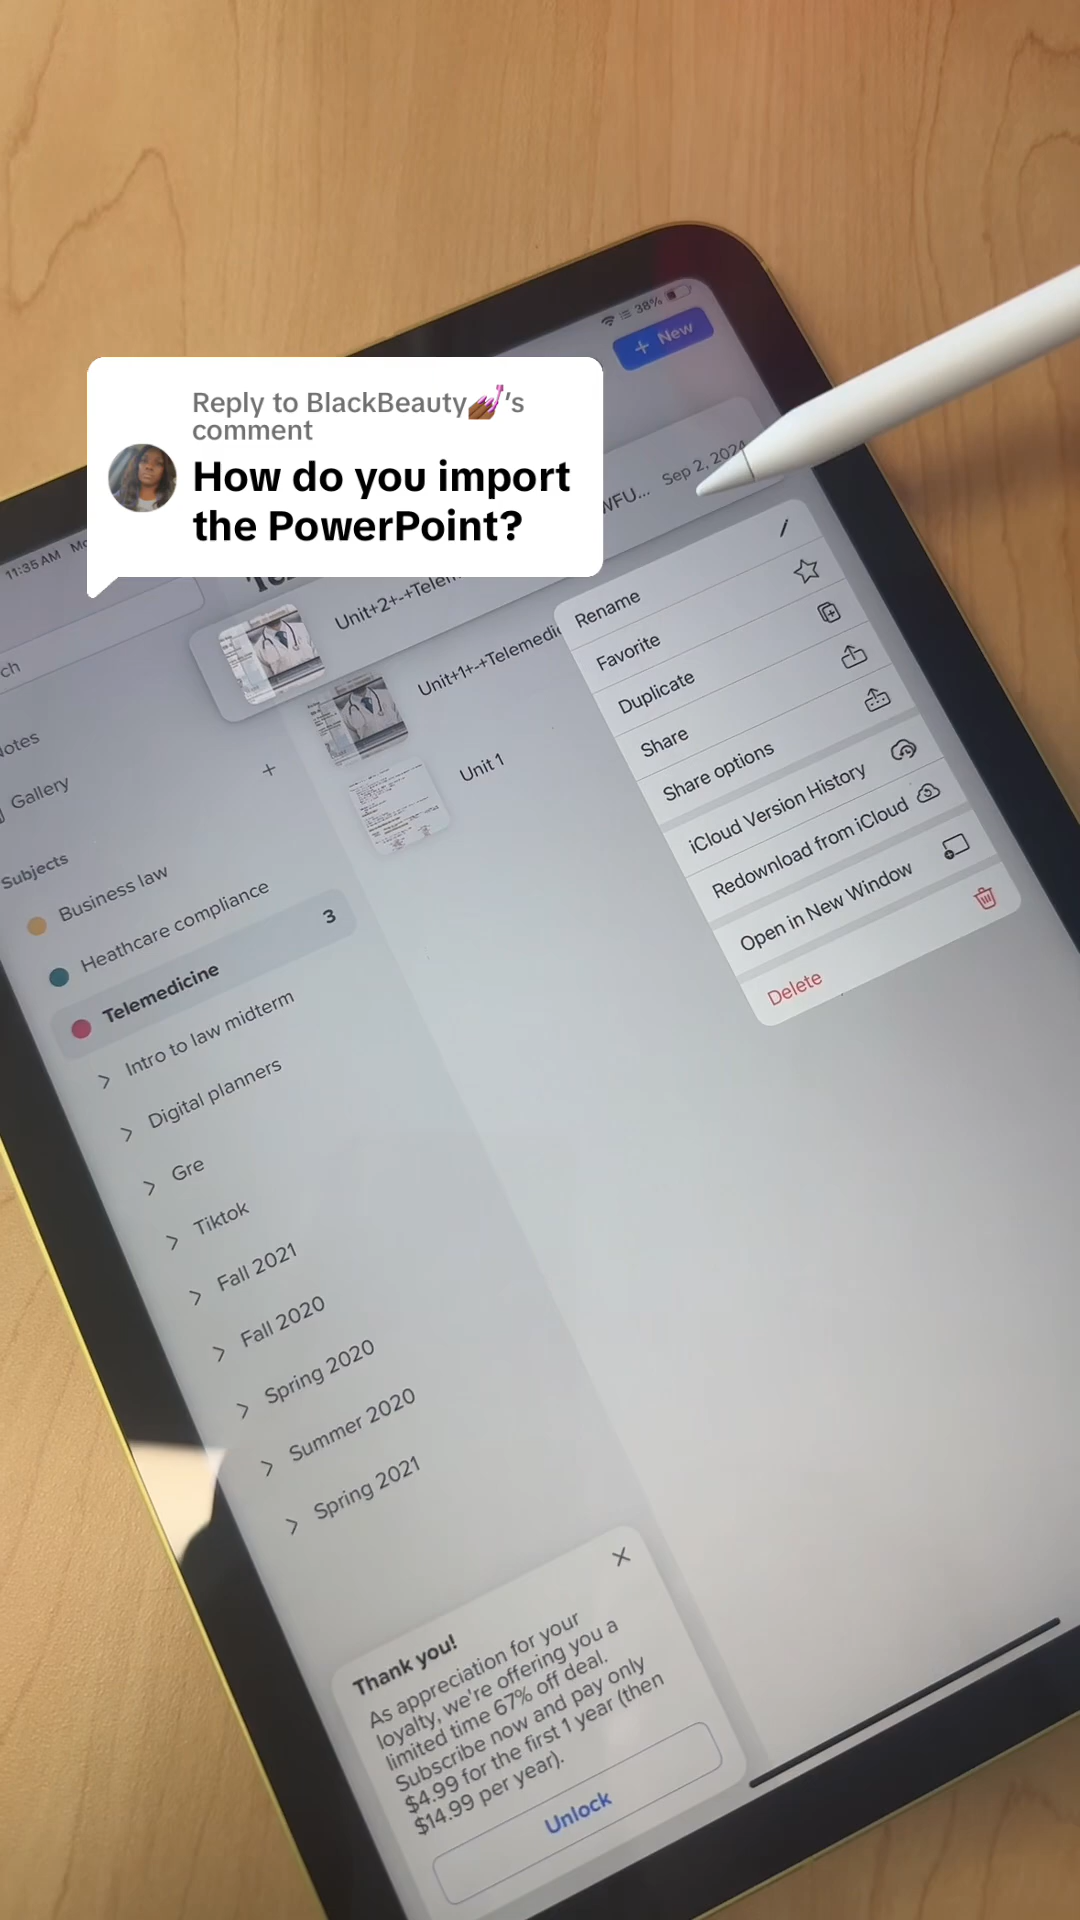 11:35 AM
38%
+ New
Reply to BlackBeauty💅🏾's
comment
How do you import
the PowerPoint?
WFU...
Sep 2, 2024
Unit+2+-+Telem
Unit+1+-+Telemedic
Unit 1
Rename
Favorite
Duplicate
Share
Share options
iCloud Version History
Redownload from iCloud
Open in New Window
Delete
ch
Notes
Gallery
Subjects
Business law
Heathcare compliance
Telemedicine
3
Intro to law midterm
Digital planners
Gre
Tiktok
Fall 2021
Fall 2020
Spring 2020
Summer 2020
Spring 2021
Thank you!
As appreciation for your
loyalty, we're offering you a
limited time 67% off deal.
Subscribe now and pay only
$4.99 for the first 1 year (then
$14.99 per year).
Unlock